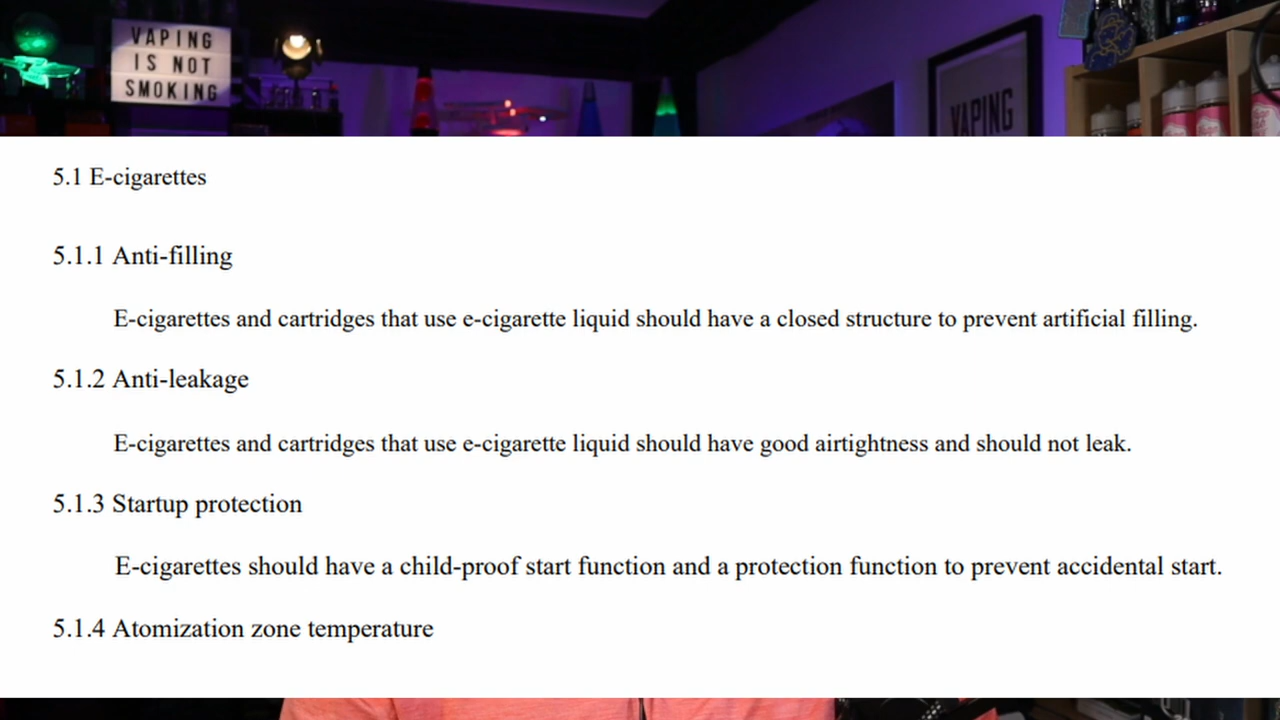 VAPING
IS NOT
SMOKING
VAPING
5.1 E-cigarettes
5.1.1 Anti-filling
E-cigarettes and cartridges that use e-cigarette liquid should have a closed structure to prevent artificial filling.
5.1.2 Anti-leakage
E-cigarettes and cartridges that use e-cigarette liquid should have good airtightness and should not leak.
5.1.3 Startup protection
E-cigarettes should have a child-proof start function and a protection function to prevent accidental start.
5.1.4 Atomization zone temperature